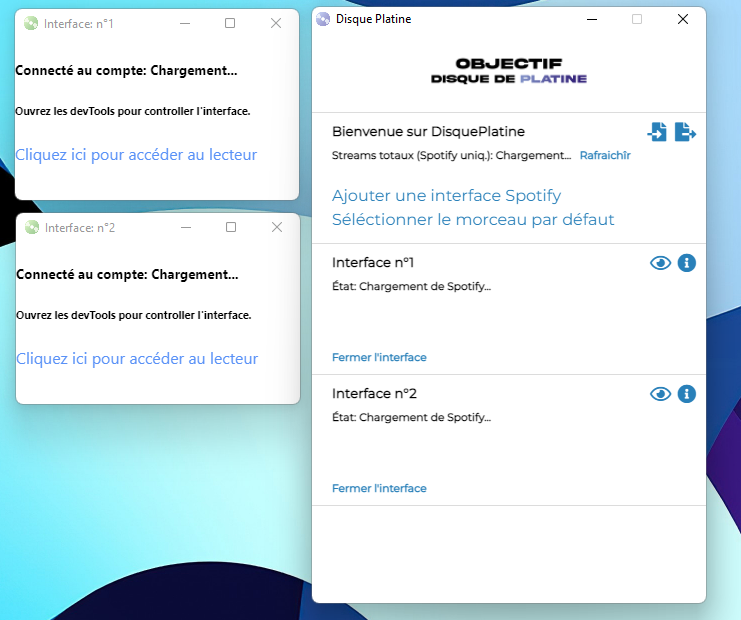 Interface: n°1
Connecté au compte: Chargement...
Ouvrez les devTools pour controller l'interface.
Cliquez ici pour accéder au lecteur
Interface: n°2
Connecté au compte: Chargement...
Ouvrez les devTools pour controller l'interface.
Cliquez ici pour accéder au lecteur
Disque Platine
OBJECTIF
DISQUE DE PLATINE
Bienvenue sur DisquePlatine
Streams totaux (Spotify uniq.): Chargement... Rafraichîr
Ajouter une interface Spotify
Séléctionner le morceau par défaut
Interface n°1
État: Chargement de Spotify...
Fermer l'interface
Interface n°2
État: Chargement de Spotify...
Fermer l'interface